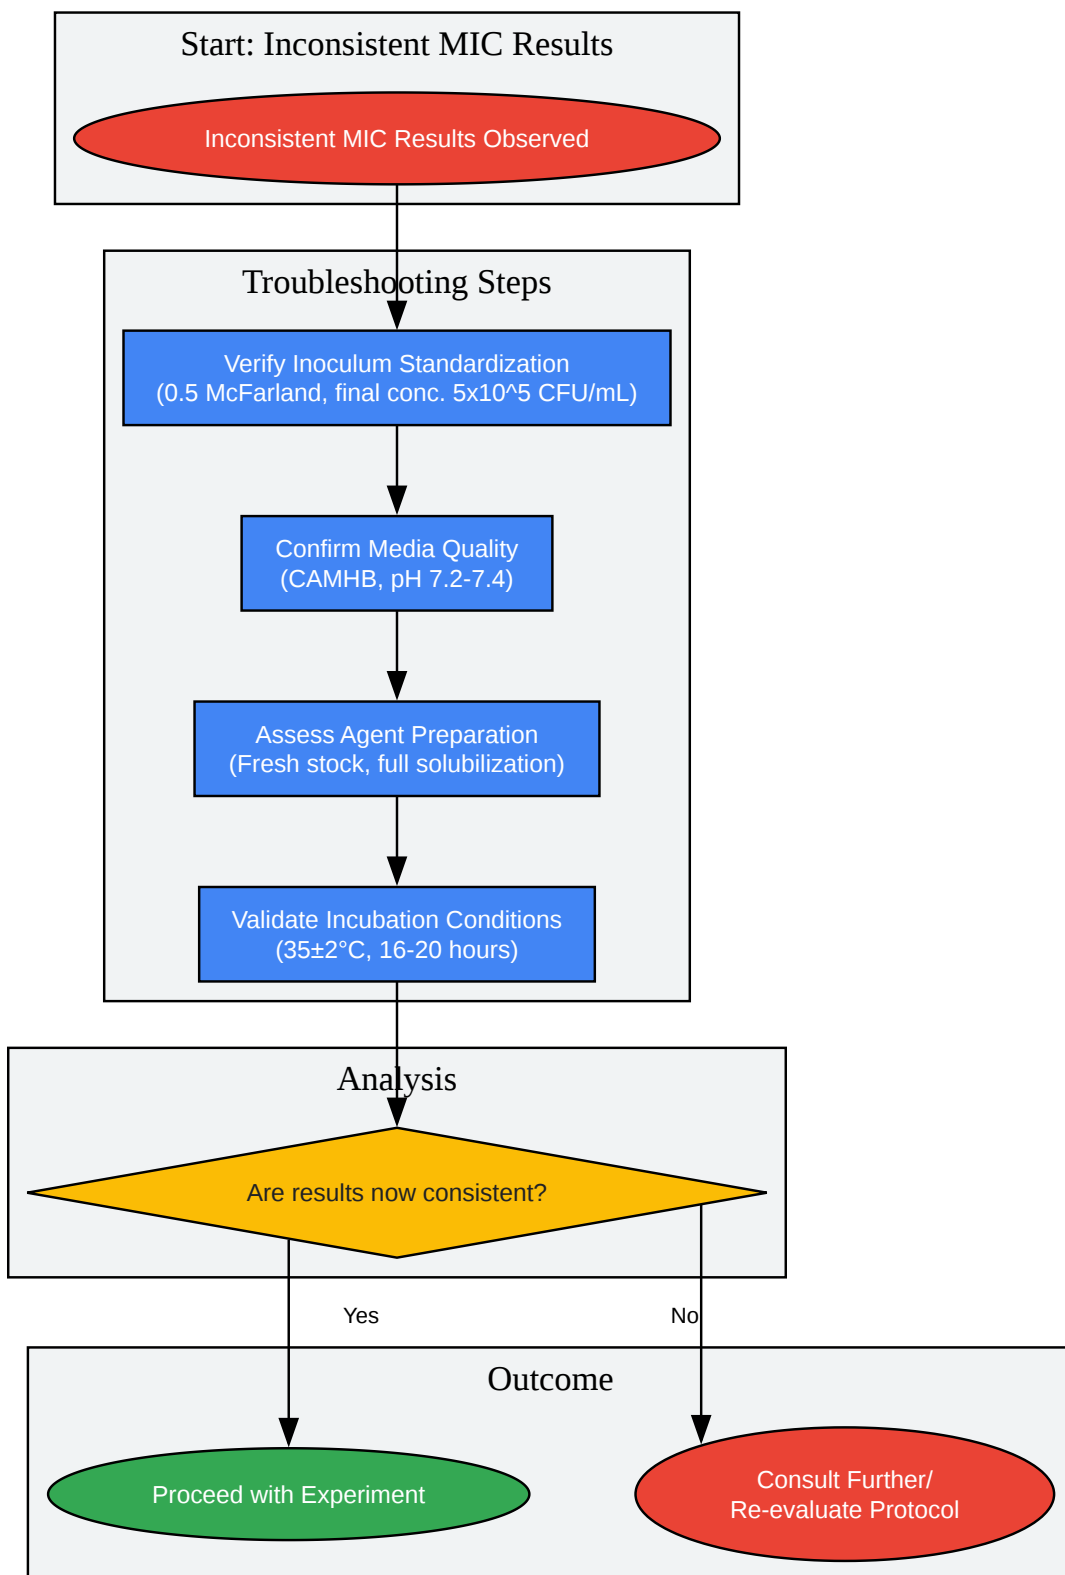 Start: Inconsistent MIC Results
Inconsistent MIC Results Observed
Troubleshooting Steps
Verify Inoculum Standardization
(0.5 McFarland, final conc. 5x10^5 CFU/mL)
Confirm Media Quality
(CAMHB, pH 7.2-7.4)
Assess Agent Preparation
(Fresh stock, full solubilization)
Validate Incubation Conditions
(35±2°C, 16-20 hours)
Analysis
Are results now consistent?
Yes
No
Outcome
Proceed with Experiment
Consult Further/
Re-evaluate Protocol